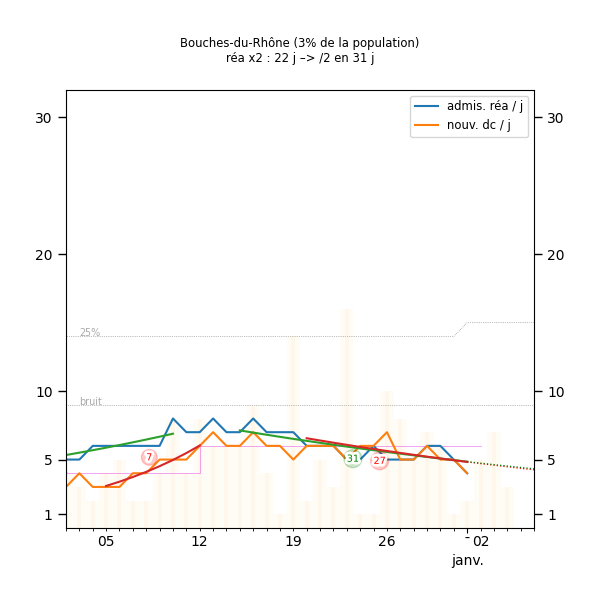 Bouches-du-Rhône (3% de la population)
réa x2 : 22 j –> /2 en 31 j
admis. réa / j
nouv. dc / j
30 30
20 20
25%
10 10
bruit
7 31 27
5 5
1 1
05 12 19 26 02
janv.